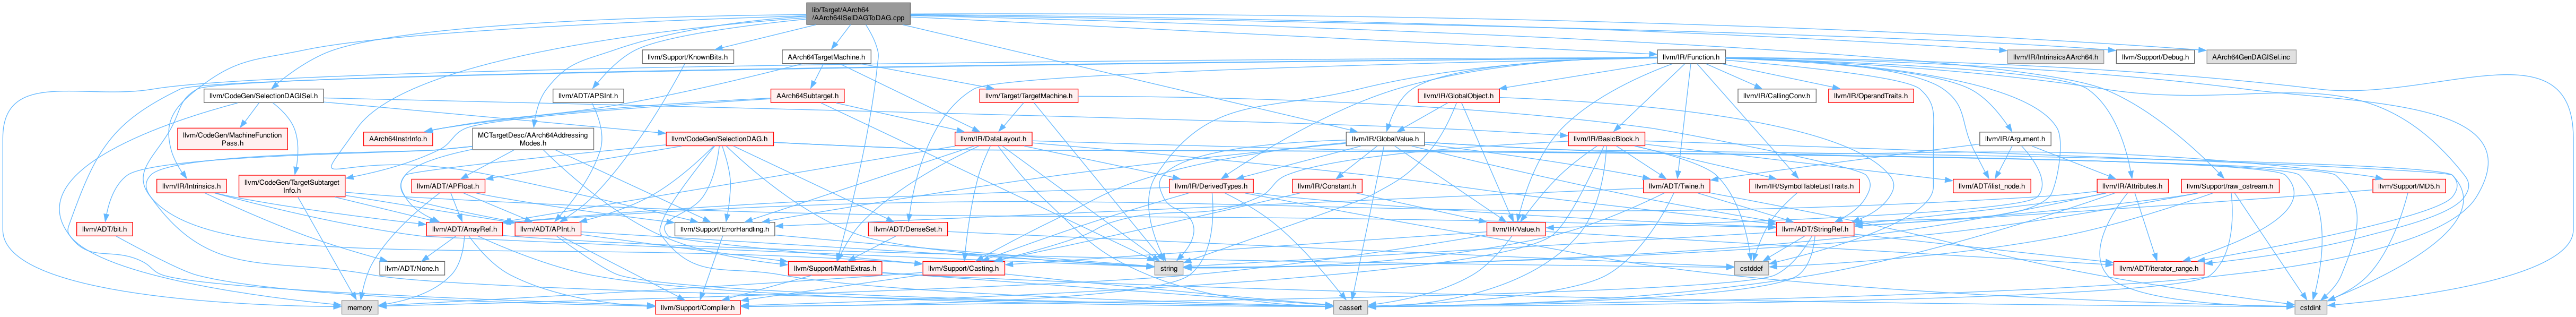 lib/Target/AArch64
/AArch64ISelDAGToDAG.cpp
llvm/Support/KnownBits.h
AArch64TargetMachine.h
llvm/IR/Function.h
llvm/IR/IntrinsicsAArch64.h
llvm/Support/Debug.h
AArch64GenDAGISel.inc
llvm/CodeGen/SelectionDAGISel.h
llvm/ADT/APSInt.h
AArch64Subtarget.h
llvm/Target/TargetMachine.h
llvm/IR/GlobalObject.h
llvm/IR/CallingConv.h
llvm/IR/OperandTraits.h
llvm/CodeGen/MachineFunction
Pass.h
AArch64InstrInfo.h
MCTargetDesc/AArch64Addressing
Modes.h
llvm/CodeGen/SelectionDAG.h
llvm/IR/DataLayout.h
llvm/IR/GlobalValue.h
llvm/IR/BasicBlock.h
llvm/IR/Argument.h
llvm/IR/Intrinsics.h
llvm/CodeGen/TargetSubtarget
Info.h
llvm/ADT/APFloat.h
llvm/IR/DerivedTypes.h
llvm/IR/Constant.h
llvm/ADT/Twine.h
llvm/IR/SymbolTableListTraits.h
llvm/ADT/ilist_node.h
llvm/IR/Attributes.h
llvm/Support/raw_ostream.h
llvm/Support/MD5.h
llvm/ADT/bit.h
llvm/ADT/ArrayRef.h
llvm/ADT/APInt.h
llvm/Support/ErrorHandling.h
llvm/ADT/DenseSet.h
llvm/IR/Value.h
llvm/ADT/StringRef.h
llvm/ADT/None.h
llvm/Support/MathExtras.h
llvm/Support/Casting.h
string
cstddef
llvm/ADT/iterator_range.h
memory
llvm/Support/Compiler.h
cassert
cstdint